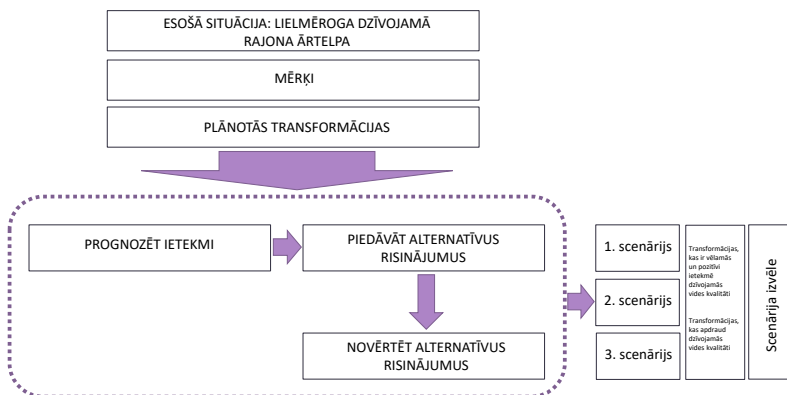 ESOŠĀ SITUĀCIJA: LIELMĒROGA DZĪVOJAMĀ
RAJONA ĀRTELPA
MĒRĶI
PLĀNOTĀS TRANSFORMĀCIJAS
PROGNOZĒT IETEKMI
PIEDĀVĀT ALTERNATĪVUS
RISINĀJUMUS
NOVĒRTĒT ALTERNATĪVUS
RISINĀJUMUS
1. scenārijs
2. scenārijs
3. scenārijs
Transformācijas,
kas ir vēlamās
un pozitīvi
ietekmē
dzīvojamās
vides kvalitāti
Transformācijas,
kas apdraud
dzīvojamās
vides kvalitāti
Scenārija izvēle